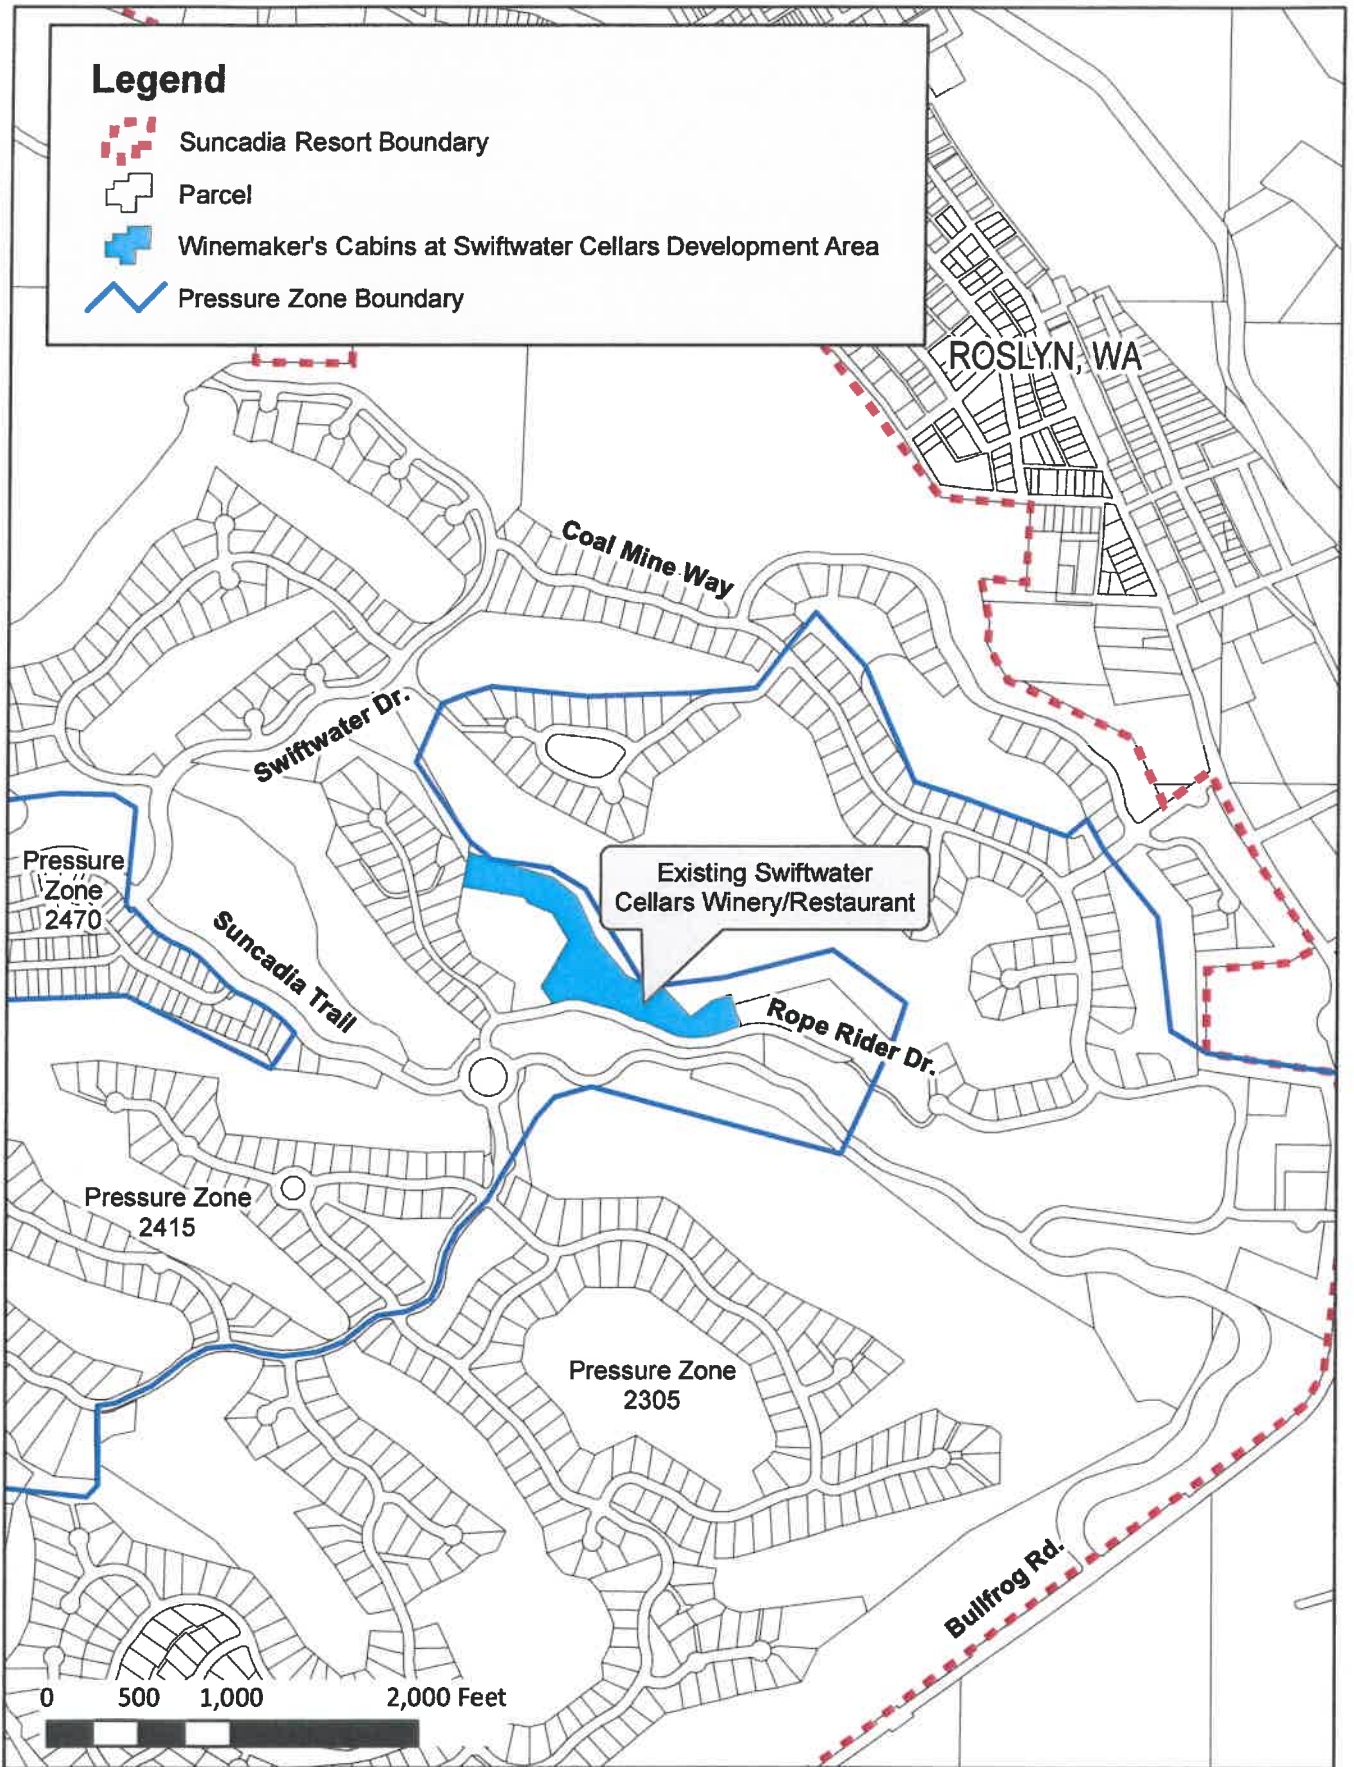 Legend
Suncadia Resort Boundary
Parcel
Winemaker's Cabins at Swiftwater Cellars Development Area
Pressure Zone Boundary
ROSLYN, WA
Coal Mine Way
Swiftwater Dr.
Pressure
Zone
2470
Existing Swiftwater
Cellars Winery/Restaurant
Suncadia Trail
Rope Rider Dr.
Pressure Zone
2415
Pressure Zone
2305
Bullfrog Rd.
0 500 1,000 2,000 Feet